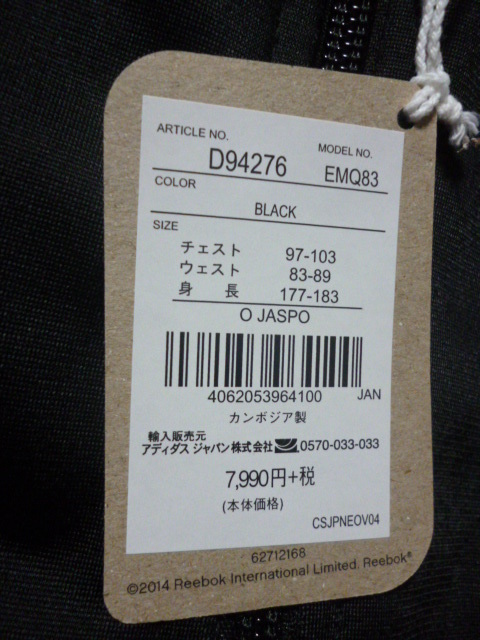 ARTICLE NO.
MODEL NO.
D94276
EMQ83
COLOR
BLACK
SIZE
チェスト 97-103
ウェスト 83-89
身長 177-183
O JASPO
4062053964100 JAN
カンボジア製
輸入販売元
アディダス ジャパン株式会社 0570-033-033
7,990円+税
(本体価格)
CSJPNEOV04
62712168
©2014 Reebok International Limited. Reebok®